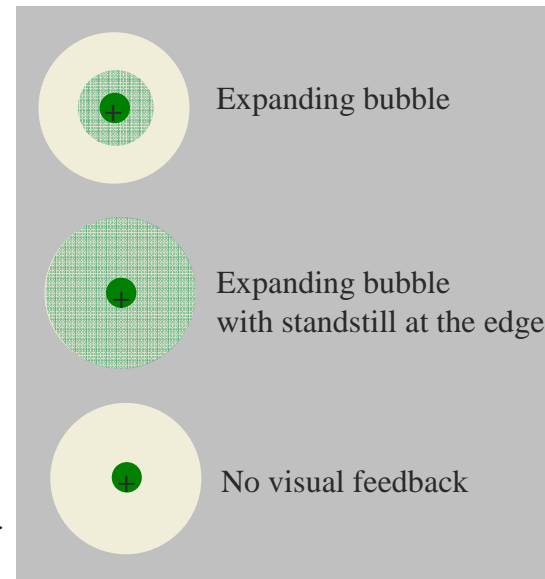 Expanding bubble
Expanding bubble
with standstill at the edge
No visual feedback